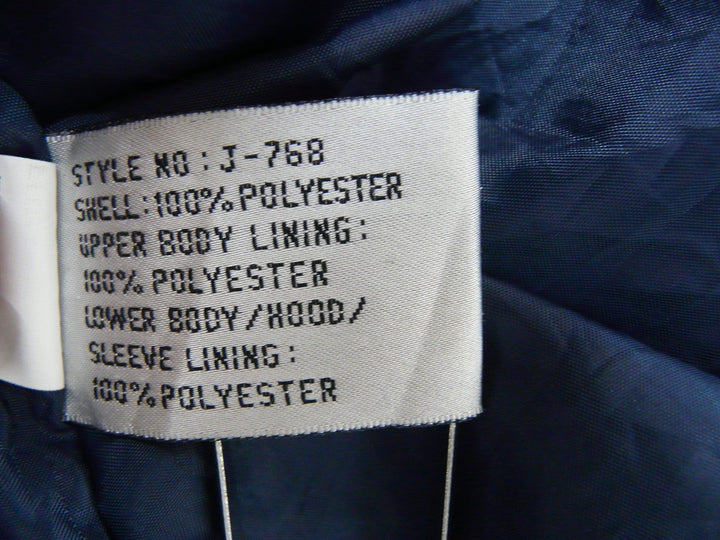 STYLE NO : J-768
SHELL:100% POLYESTER
UPPER BODY LINING:
100% POLYESTER
LOWER BODY/HOOD/
SLEEVE LINING:
100% POLYESTER